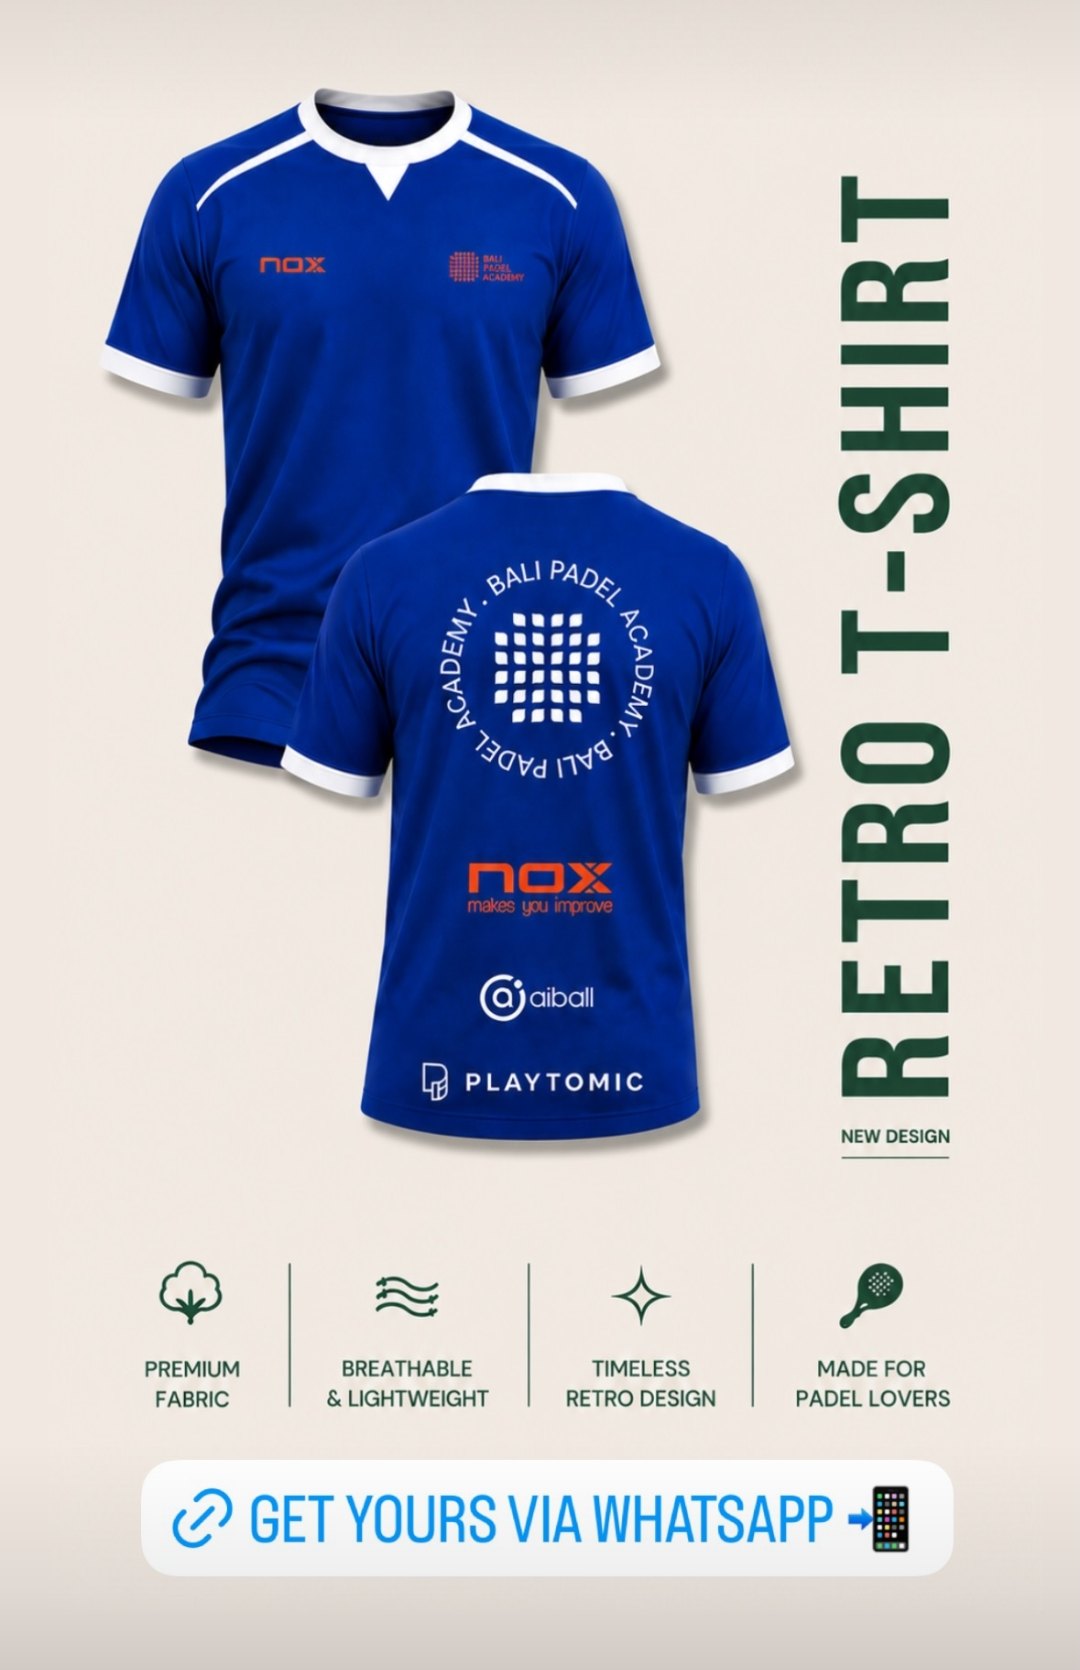 nox
BALI
PADEL
ACADEMY
BALI PADEL ACADEMY . BALI PADEL ACADEMY .
nox
makes you improve
@aiball
PLAYTOMIC
RETRO T-SHIRT
NEW DESIGN
PREMIUM
FABRIC
BREATHABLE
& LIGHTWEIGHT
TIMELESS
RETRO DESIGN
MADE FOR
PADEL LOVERS
GET YOURS VIA WHATSAPP